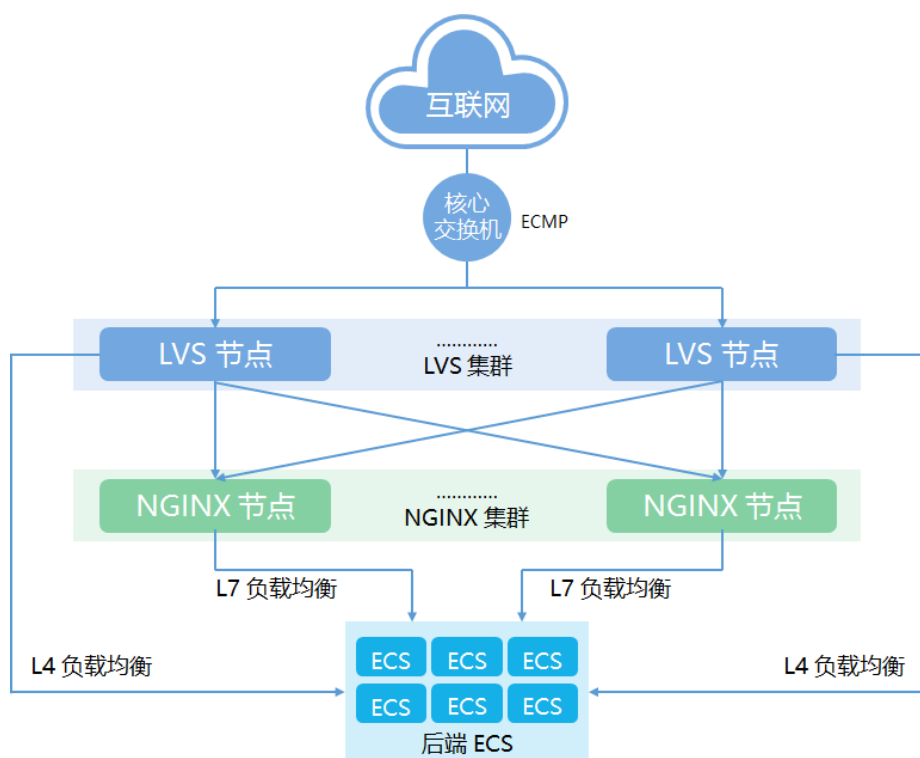 互联网
核心
交换机
ECMP
LVS 节点
............
LVS 集群
LVS 节点
NGINX 节点
............
NGINX 集群
NGINX 节点
L7 负载均衡
L7 负载均衡
L4 负载均衡
L4 负载均衡
ECS ECS ECS
ECS ECS ECS
后端 ECS